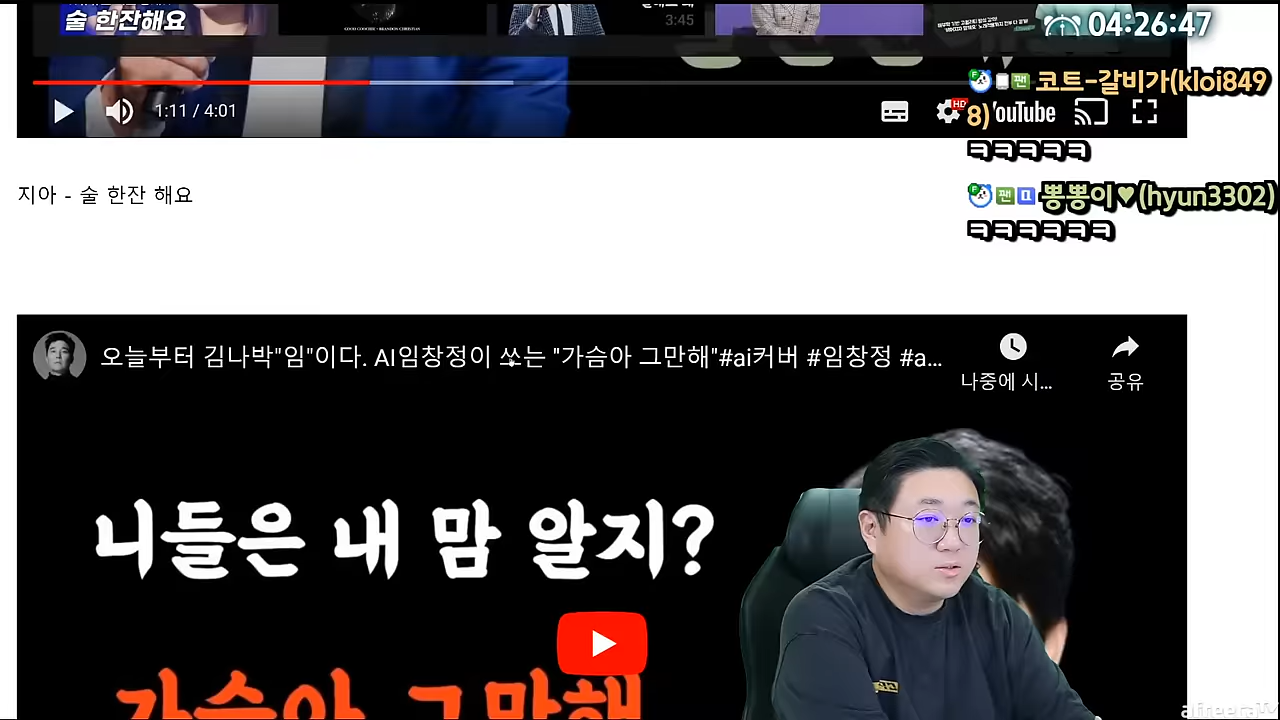 술 한잔해요
3:45
04:26:47
1:11 / 4:01
HD
YouTube
코트-갈비가(kloi849
8)
ㅋㅋㅋㅋㅋ
뽕뽕이♥(hyun3302)
ㅋㅋㅋㅋㅋㅋ
지아 - 술 한잔 해요
오늘부터 김나박"임"이다. AI임창정이 쏘는 "가슴아 그만해"#ai커버 #임창정 #a...
나중에 시...
공유
니들은 내 맘 알지?
가슴아 그만해
afreecaTV